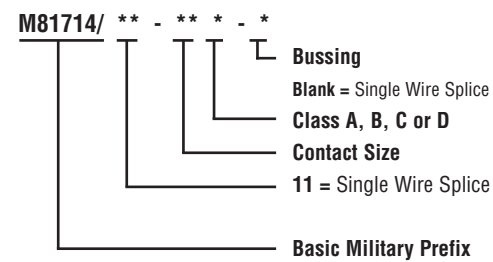 M81714/ ** - ** * - *
Bussing
Blank = Single Wire Splice
Class A, B, C or D
Contact Size
11 = Single Wire Splice
Basic Military Prefix